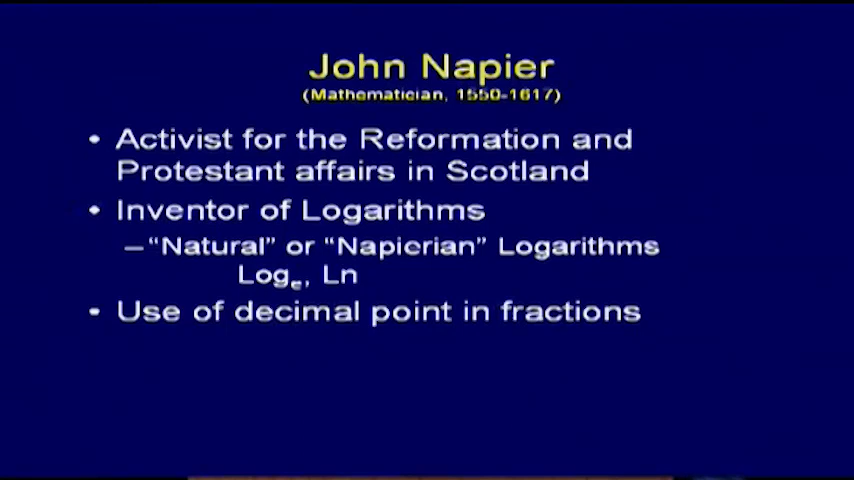 John Napier
(Mathematician, 1550-1617)
• Activist for the Reformation and
Protestant affairs in Scotland
• Inventor of Logarithms
– “Natural” or “Napierian” Logarithms
Logₑ, Ln
• Use of decimal point in fractions